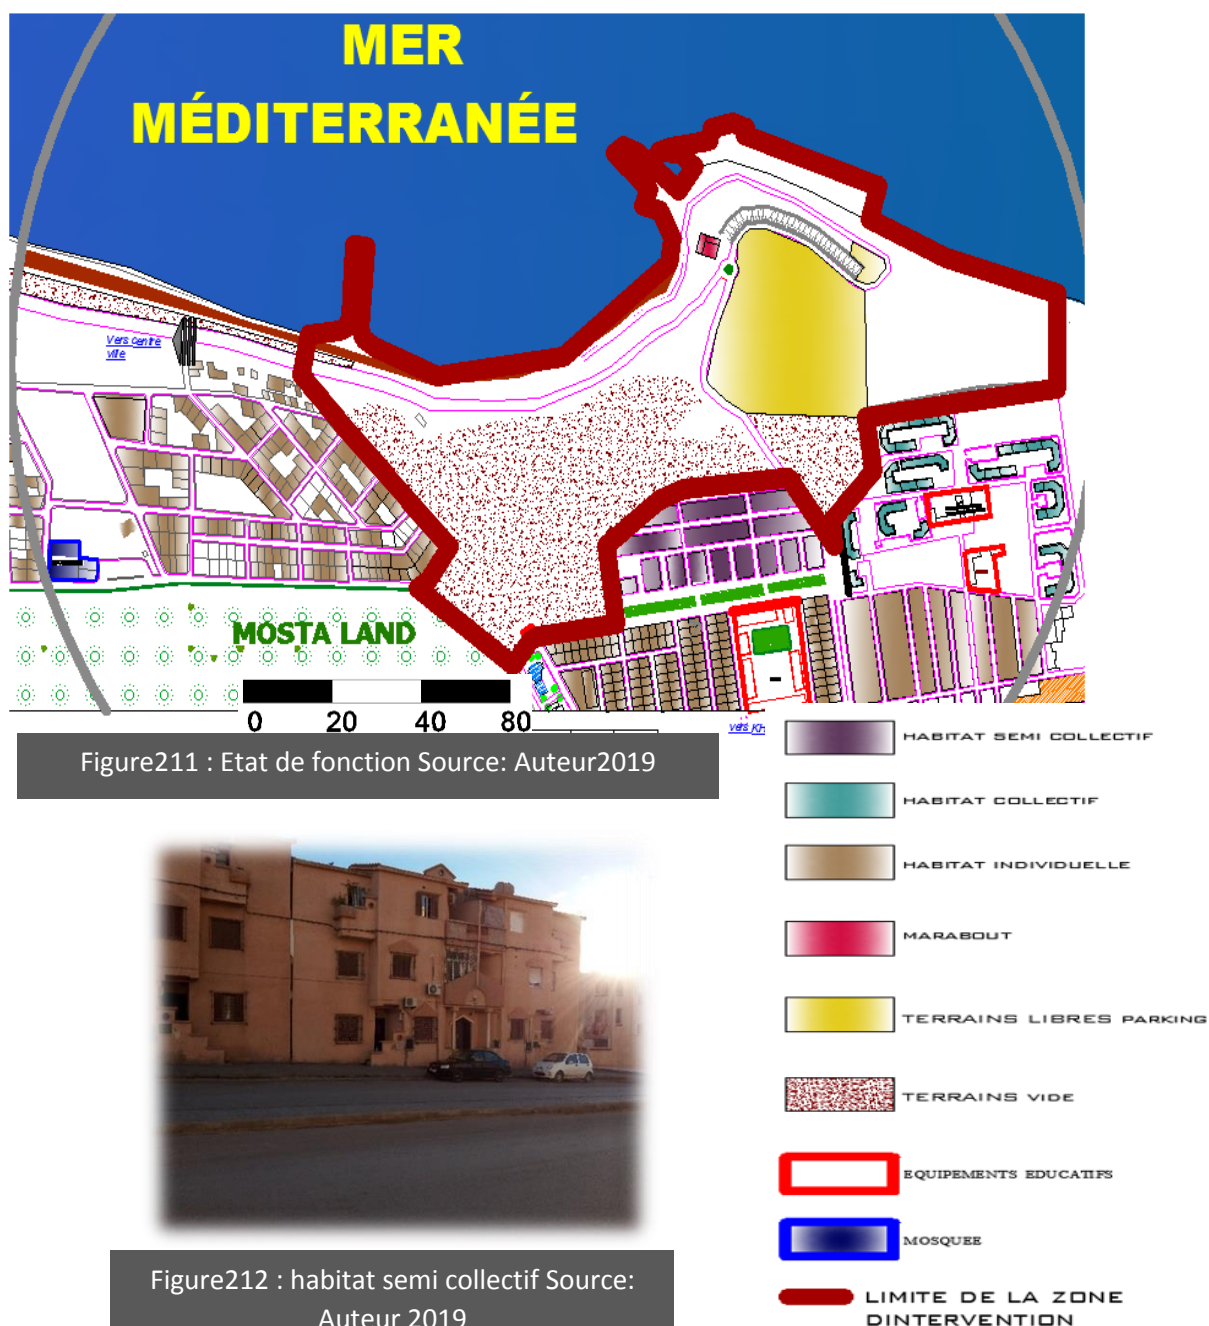 MER
MÉDITERRANÉE
Vers centre
ville
MOSTA LAND
0 20 40 80
vers KH
Figure211 : Etat de fonction Source: Auteur2019
HABITAT SEMI COLLECTIF
HABITAT COLLECTIF
HABITAT INDIVIDUELLE
MARABOUT
TERRAINS LIBRES PARKING
TERRAINS VIDE
EQUIPEMENTS EDUCATIFS
MOSQUEE
LIMITE DE LA ZONE
DINTERVENTION
Figure212 : habitat semi collectif Source:
Auteur 2019